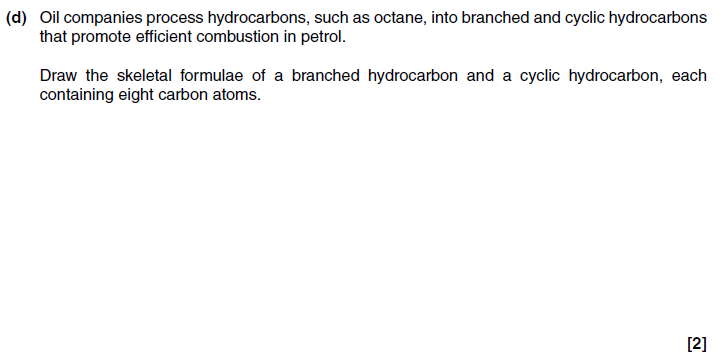 (d) Oil companies process hydrocarbons, such as octane, into branched and cyclic hydrocarbons
that promote efficient combustion in petrol.
Draw the skeletal formulae of a branched hydrocarbon and a cyclic hydrocarbon, each
containing eight carbon atoms.
[2]